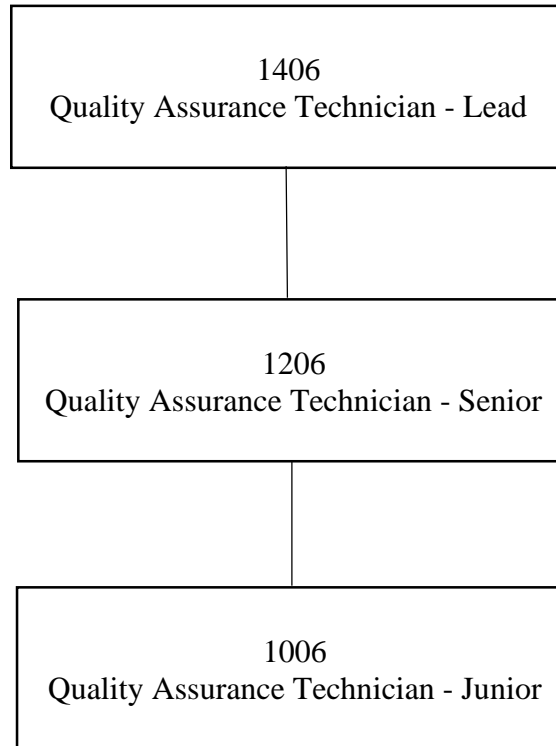 1406
Quality Assurance Technician - Lead
1206
Quality Assurance Technician - Senior
1006
Quality Assurance Technician - Junior